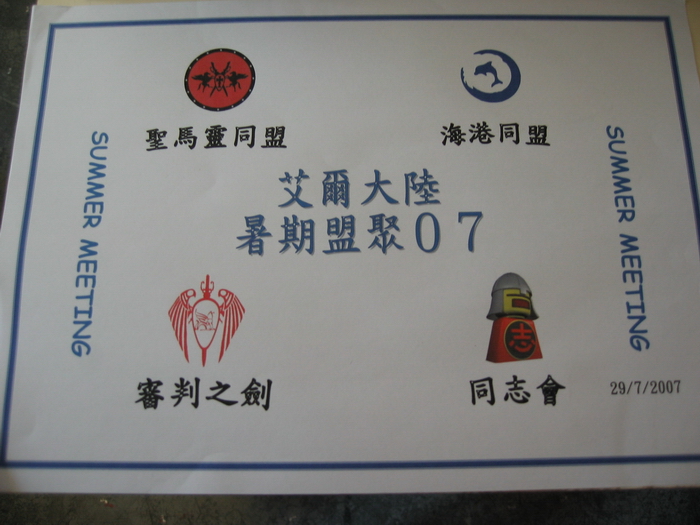 聖馬靈同盟
海港同盟
艾爾大陸
暑期盟聚07
SUMMER MEETING
SUMMER MEETING
志
審判之劍
同志會
29/7/2007